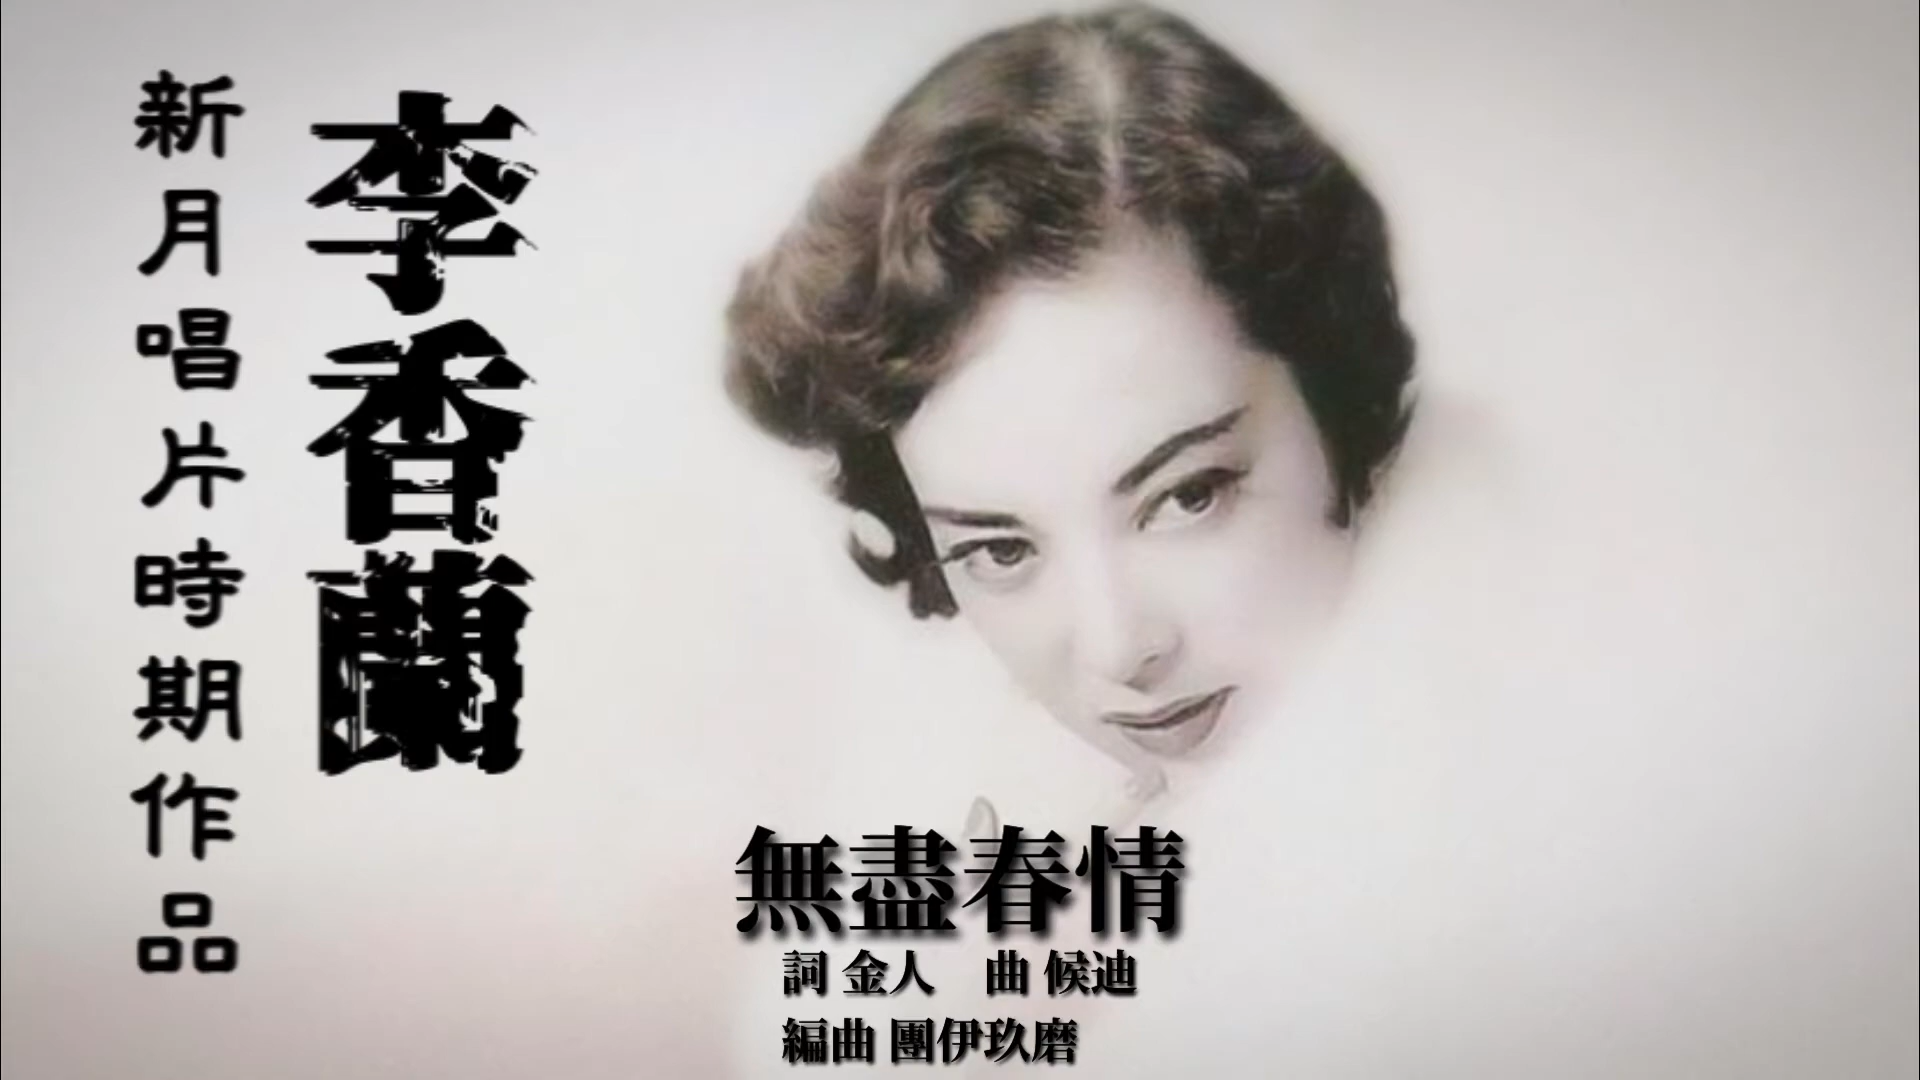 李香蘭
新月唱片時期作品
無盡春情
詞 金人　曲 候迪
編曲 團伊玖磨